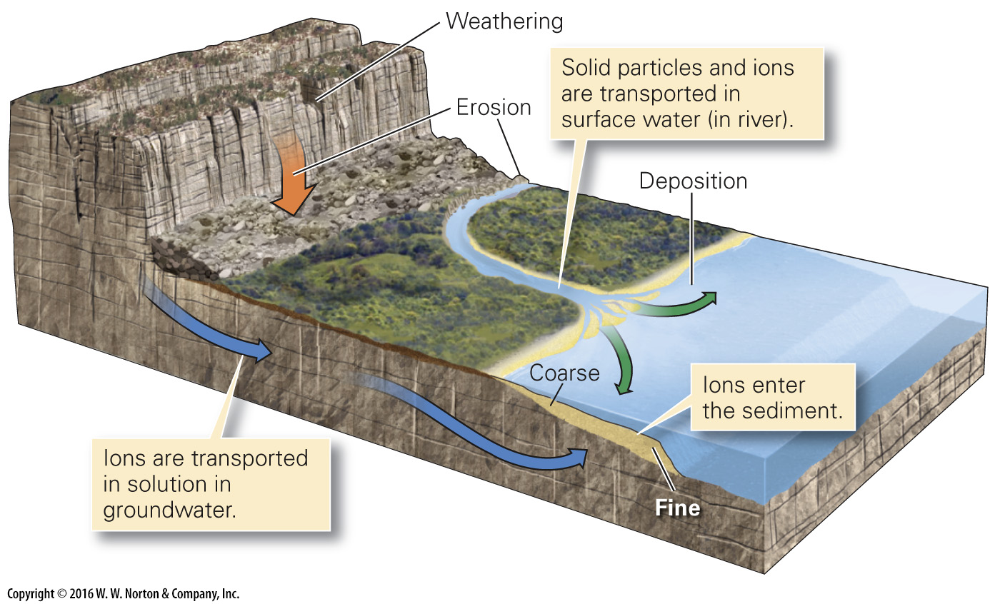 Weathering
Solid particles and ions
are transported in
surface water (in river).
Erosion
Deposition
Coarse
Ions enter
the sediment.
Ions are transported
in solution in
groundwater.
Fine
Copyright © 2016 W. W. Norton & Company, Inc.